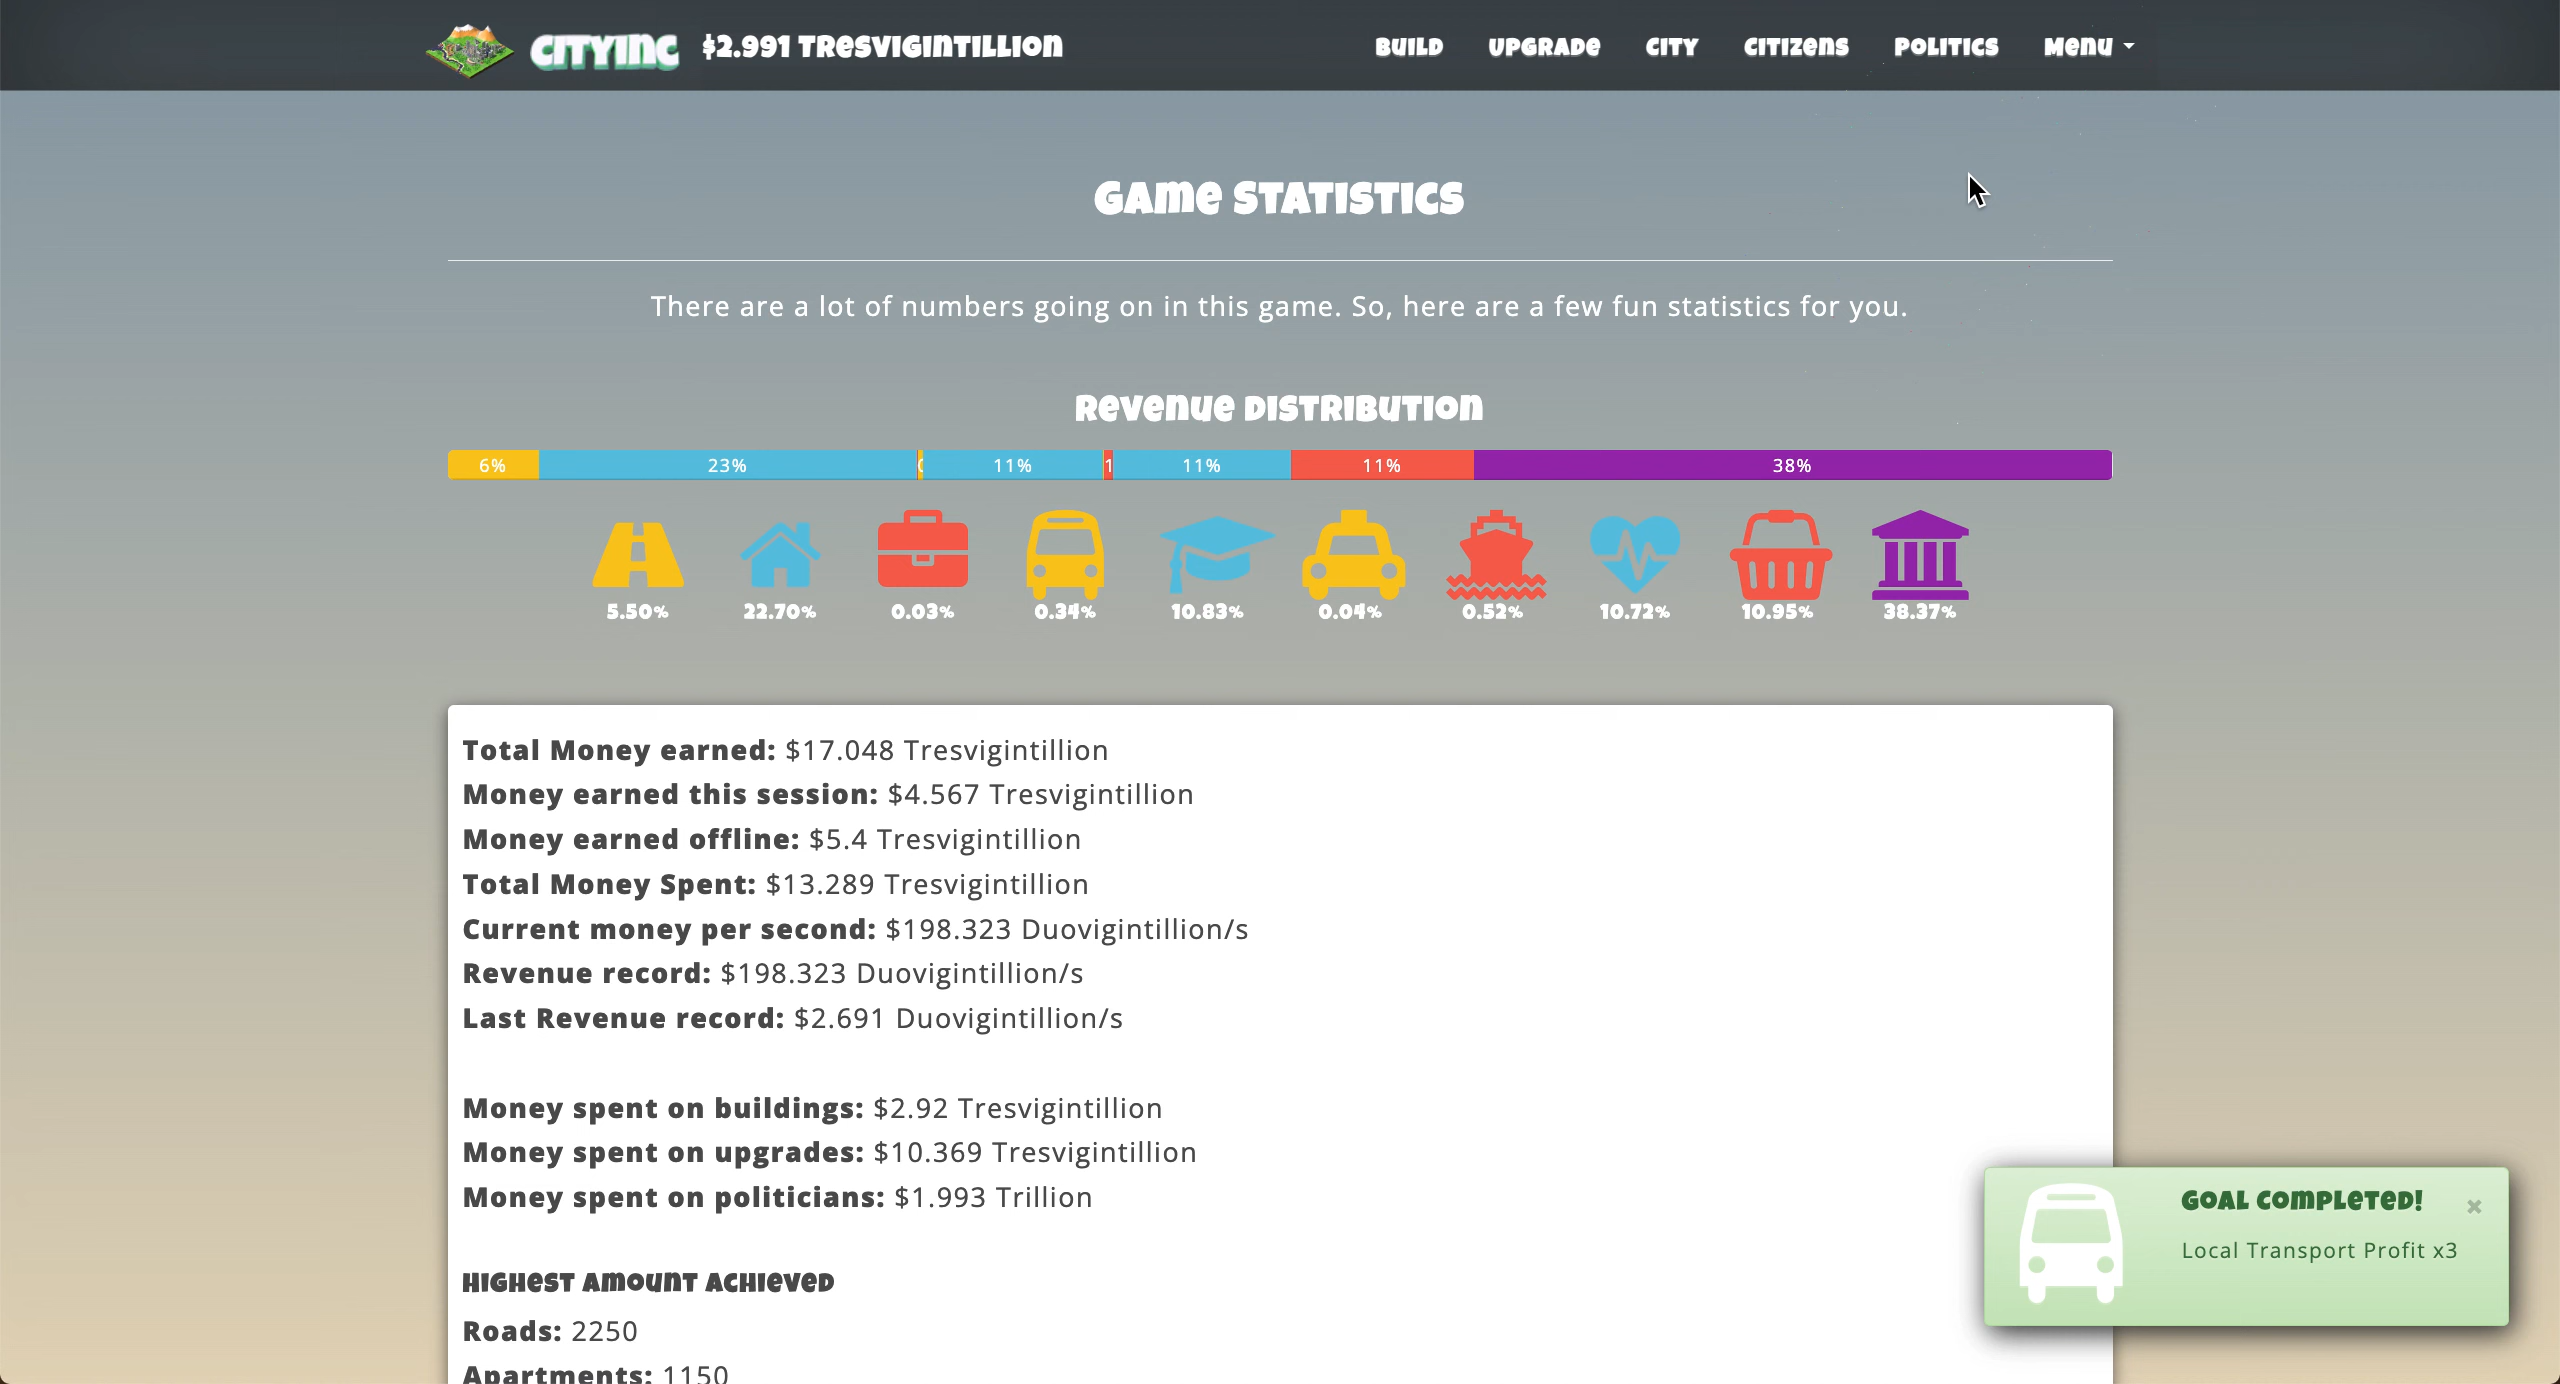 CITYINC $2.991 Tresvigintillion Build Upgrade City Citizens Politics Menu
Game Statistics
There are a lot of numbers going on in this game. So, here are a few fun statistics for you.
Revenue Distribution
6% 23% 11% 1 11% 11% 38%
5.50% 22.70% 0.03% 0.34% 10.83% 0.04% 0.52% 10.72% 10.95% 38.37%
Total Money earned: $17.048 Tresvigintillion
Money earned this session: $4.567 Tresvigintillion
Money earned offline: $5.4 Tresvigintillion
Total Money Spent: $13.289 Tresvigintillion
Current money per second: $198.323 Duovigintillion/s
Revenue record: $198.323 Duovigintillion/s
Last Revenue record: $2.691 Duovigintillion/s
Money spent on buildings: $2.92 Tresvigintillion
Money spent on upgrades: $10.369 Tresvigintillion
Money spent on politicians: $1.993 Trillion
Highest Amount Achieved
Roads: 2250
Apartments: 1150
Goal Completed! ×
Local Transport Profit x3